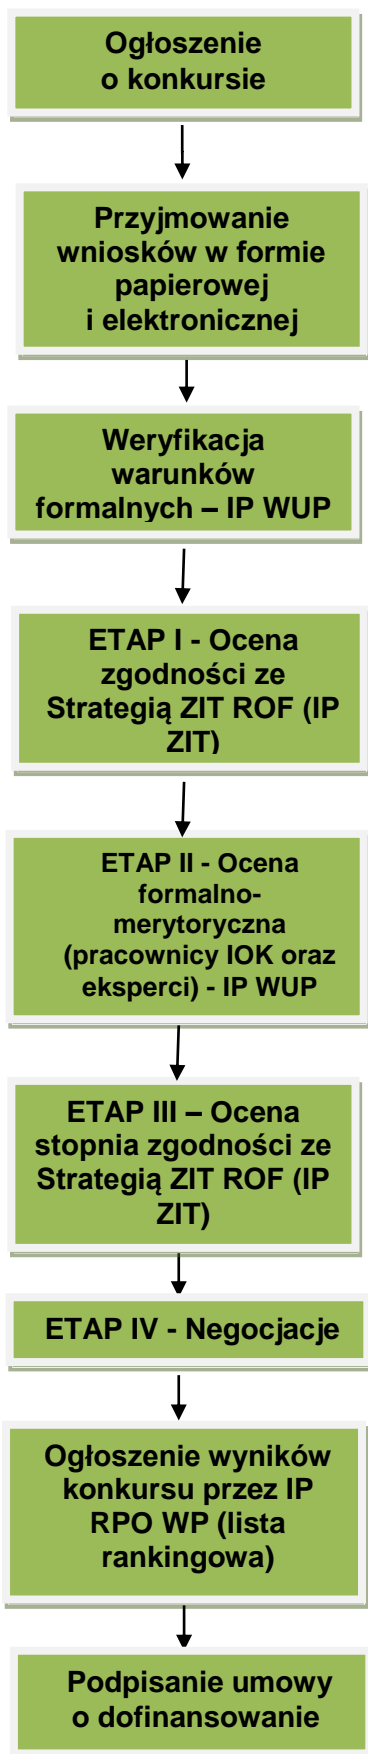 Ogłoszenie
o konkursie
Przyjmowanie
wniosków w formie
papierowej
i elektronicznej
Weryfikacja
warunków
formalnych – IP WUP
ETAP I - Ocena
zgodności ze
Strategią ZIT ROF (IP
ZIT)
ETAP II - Ocena
formalno-
merytoryczna
(pracownicy IOK oraz
eksperci) - IP WUP
ETAP III – Ocena
stopnia zgodności ze
Strategią ZIT ROF (IP
ZIT)
ETAP IV - Negocjacje
Ogłoszenie wyników
konkursu przez IP
RPO WP (lista
rankingowa)
Podpisanie umowy
o dofinansowanie